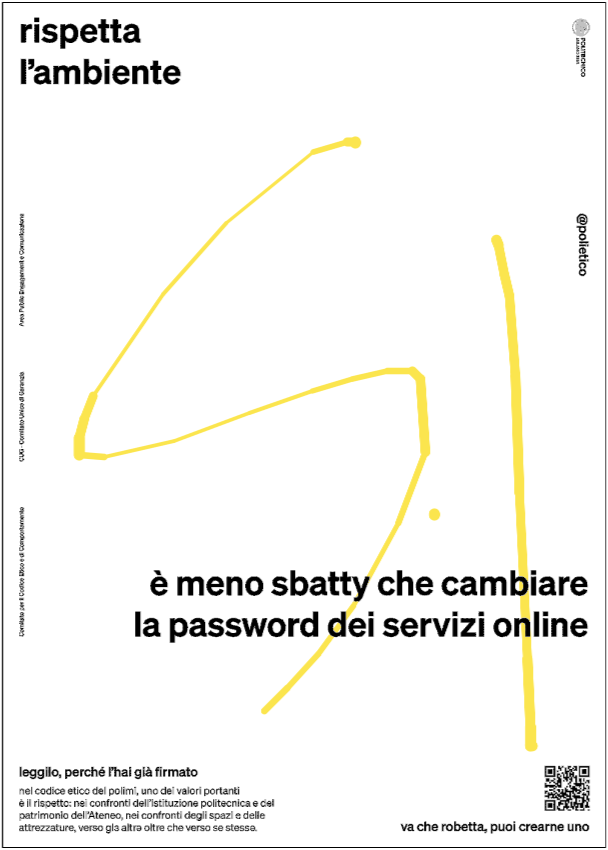 rispetta
l'ambiente
POLITECNICO
MILANO 1863
@polietico
Area Public Engagement e Comunicazione
CUG - Comitato Unico di Garanzia
Comitato per il Codice Etico e di Comportamento
è meno sbatty che cambiare
la password dei servizi online
leggilo, perché l'hai già firmato
nel codice etico del polimi, uno dei valori portanti
è il rispetto: nei confronti dell'istituzione politecnica e del
patrimonio dell'Ateneo, nei confronti degli spazi e delle
attrezzature, verso glɜ altrɜ oltre che verso se stessɜ.
va che robetta, puoi crearne uno